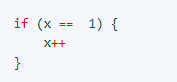 if (x ==  1) {
    x++
}